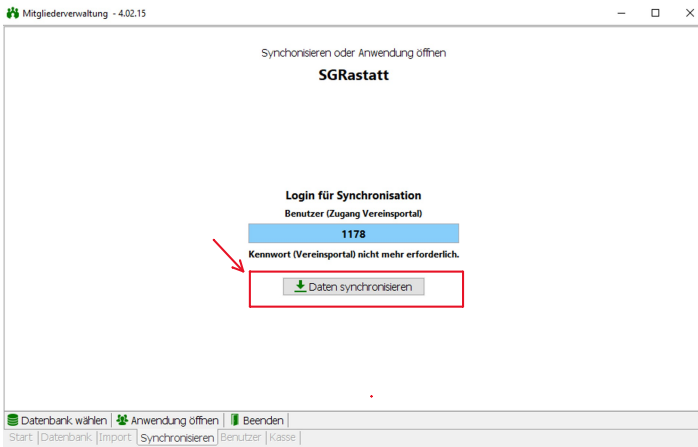 Mitgliederverwaltung - 4.02.15
Synchonisieren oder Anwendung öffnen
SGRastatt
Login für Synchronisation
Benutzer (Zugang Vereinsportal)
1178
Kennwort (Vereinsportal) nicht mehr erforderlich.
Daten synchronisieren
Datenbank wählen Anwendung öffnen Beenden
Start Datenbank Import Synchronisieren Benutzer Kasse